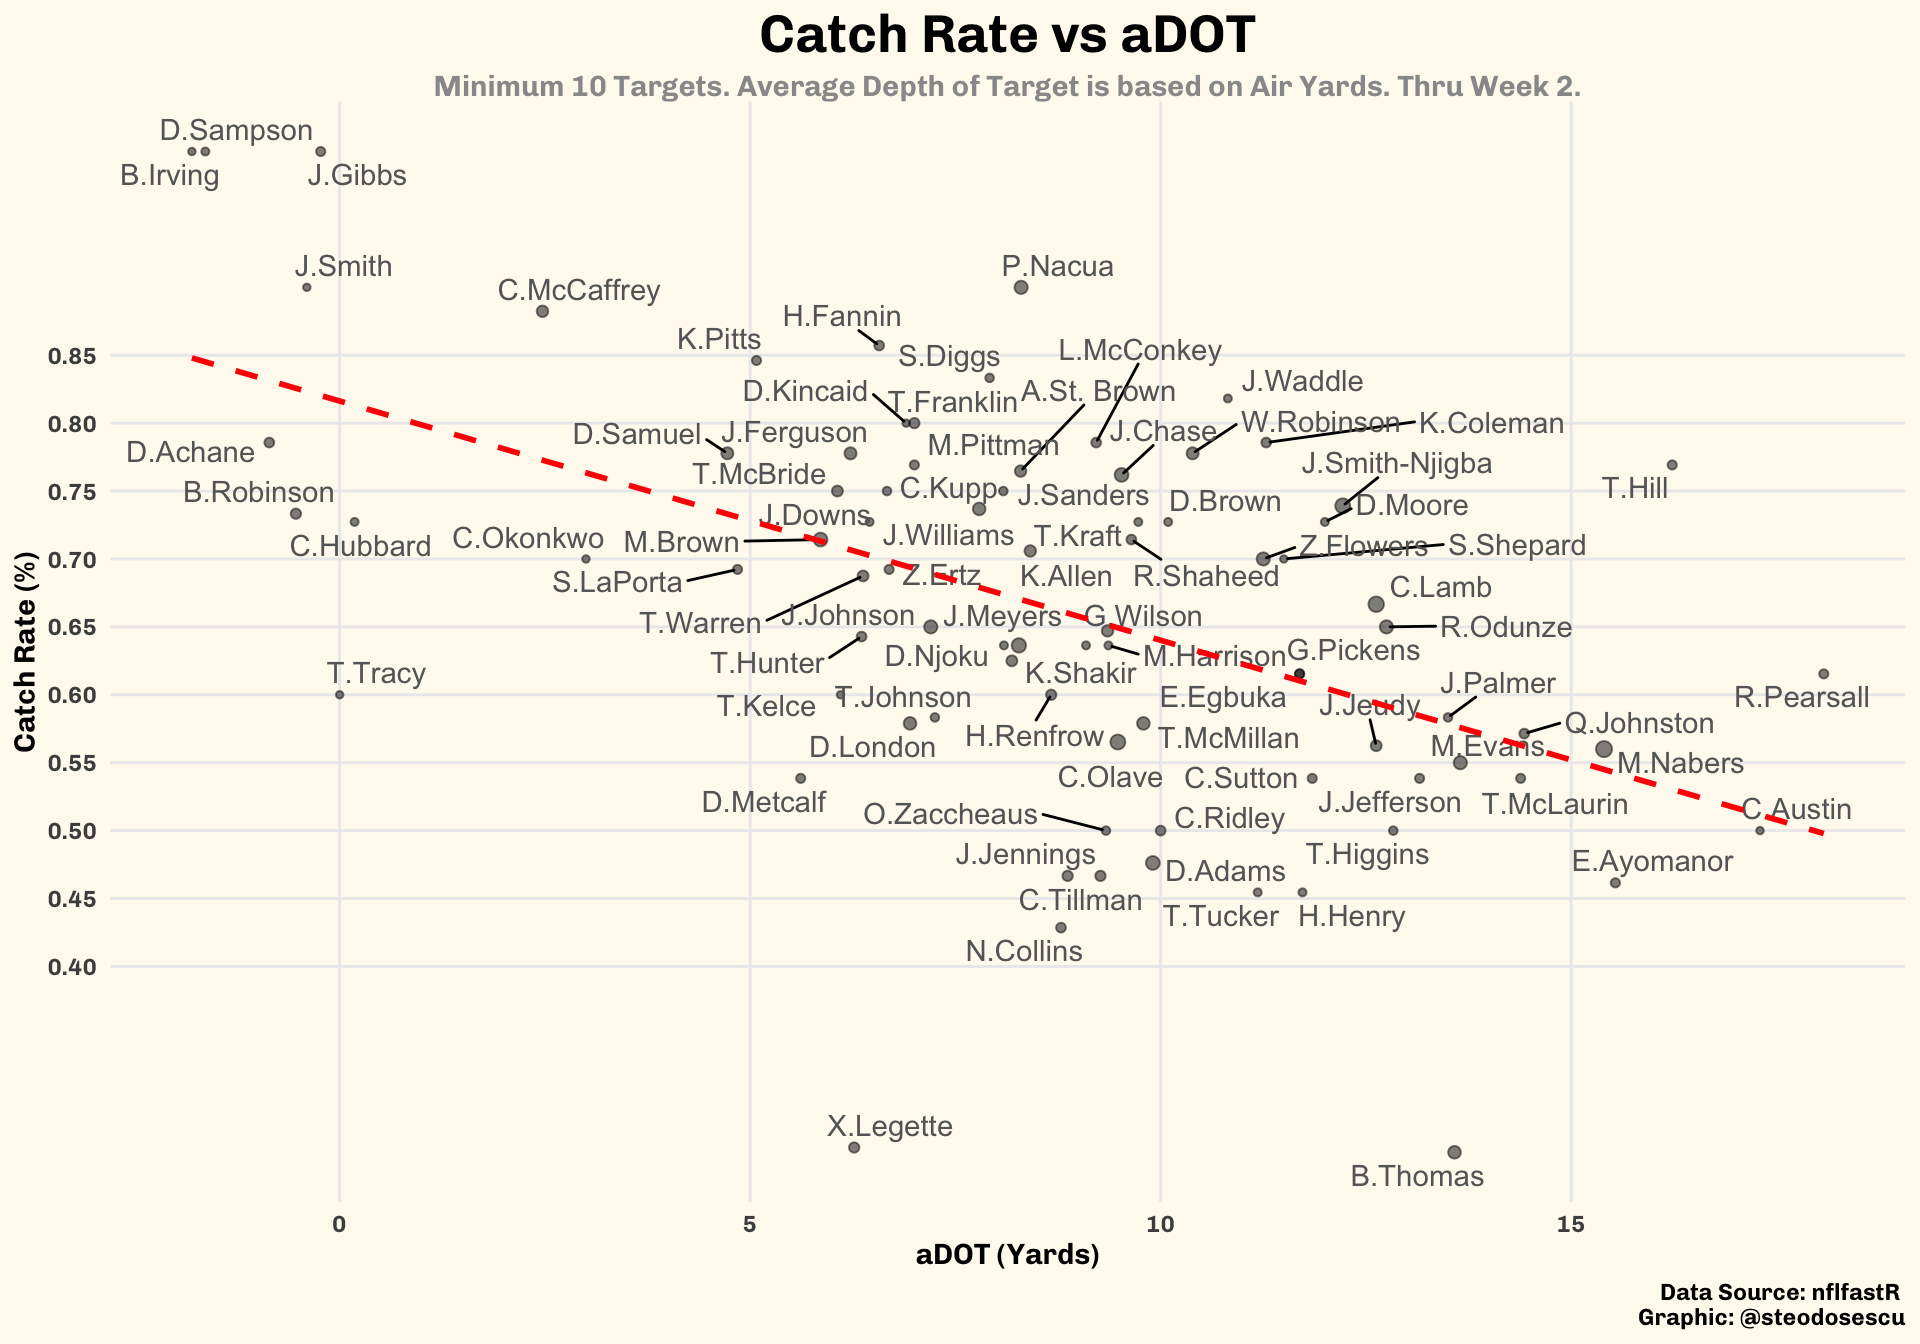 Catch Rate vs aDOT
Minimum 10 Targets. Average Depth of Target is based on Air Yards. Thru Week 2.
D.Sampson
B.Irving
J.Gibbs
J.Smith
P.Nacua
C.McCaffrey
H.Fannin
K.Pitts
S.Diggs
L.McConkey
D.Kincaid
T.Franklin
A.St. Brown
J.Waddle
D.Samuel
J.Ferguson
M.Pittman
J.Chase
W.Robinson
K.Coleman
D.Achane
T.McBride
J.Smith-Njigba
T.Hill
B.Robinson
C.Kupp
J.Sanders
D.Brown
D.Moore
J.Downs
C.Hubbard
C.Okonkwo
M.Brown
J.Williams
T.Kraft
Z.Flowers
S.Shepard
S.LaPorta
Z.Ertz
K.Allen
R.Shaheed
C.Lamb
T.Warren
J.Johnson
J.Meyers
G.Wilson
R.Odunze
T.Hunter
D.Njoku
M.Harrison
G.Pickens
T.Tracy
K.Shakir
J.Palmer
T.Kelce
T.Johnson
E.Egbuka
J.Jeudy
R.Pearsall
D.London
H.Renfrow
T.McMillan
Q.Johnston
M.Evans
M.Nabers
C.Olave
C.Sutton
D.Metcalf
J.Jefferson
T.McLaurin
C.Austin
O.Zaccheaus
C.Ridley
J.Jennings
T.Higgins
E.Ayomanor
D.Adams
C.Tillman
T.Tucker
H.Henry
N.Collins
X.Legette
B.Thomas
0.85
0.80
0.75
0.70
0.65
0.60
0.55
0.50
0.45
0.40
Catch Rate (%)
0 5 10 15
aDOT (Yards)
Data Source: nflfastR
Graphic: @steodosescu